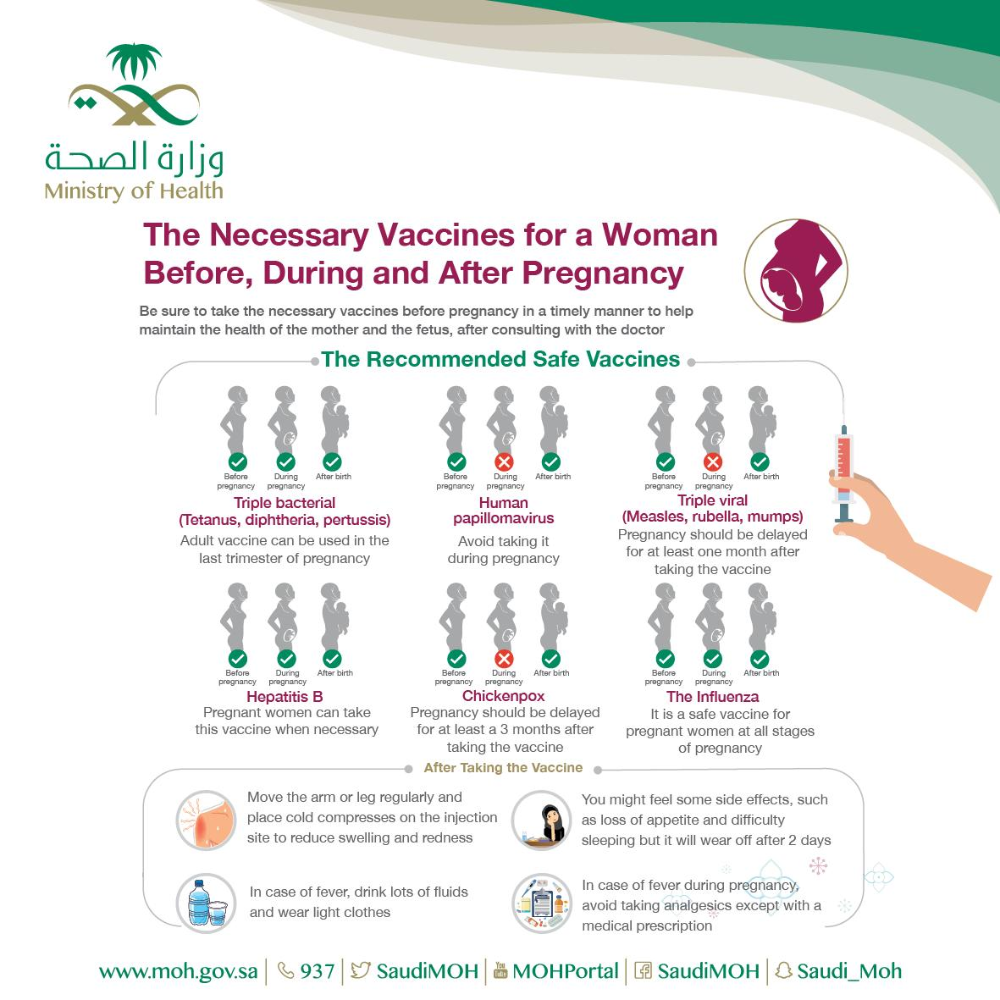 وزارة الصحة
Ministry of Health
The Necessary Vaccines for a Woman
Before, During and After Pregnancy
Be sure to take the necessary vaccines before pregnancy in a timely manner to help
maintain the health of the mother and the fetus, after consulting with the doctor
The Recommended Safe Vaccines
Before
pregnancy
During
pregnancy
After birth
Triple bacterial
(Tetanus, diphtheria, pertussis)
Adult vaccine can be used in the
last trimester of pregnancy
Before
pregnancy
During
pregnancy
After birth
Human
papillomavirus
Avoid taking it
during pregnancy
Before
pregnancy
During
pregnancy
After birth
Triple viral
(Measles, rubella, mumps)
Pregnancy should be delayed
for at least one month after
taking the vaccine
Before
pregnancy
During
pregnancy
After birth
Hepatitis B
Pregnant women can take
this vaccine when necessary
Before
pregnancy
During
pregnancy
After birth
Chickenpox
Pregnancy should be delayed
for at least a 3 months after
taking the vaccine
Before
pregnancy
During
pregnancy
After birth
The Influenza
It is a safe vaccine for
pregnant women at all stages
of pregnancy
After Taking the Vaccine
Move the arm or leg regularly and
place cold compresses on the injection
site to reduce swelling and redness
You might feel some side effects, such
as loss of appetite and difficulty
sleeping but it will wear off after 2 days
In case of fever, drink lots of fluids
and wear light clothes
In case of fever during pregnancy,
avoid taking analgesics except with a
medical prescription
www.moh.gov.sa | 937 | SaudiMOH | You Tube MOHPortal | SaudiMOH | Saudi_Moh